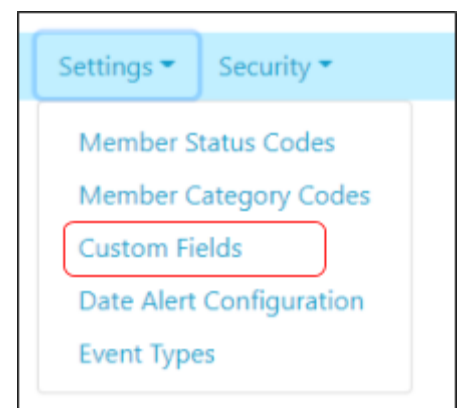 Settings Security
Member Status Codes
Member Category Codes
Custom Fields
Date Alert Configuration
Event Types